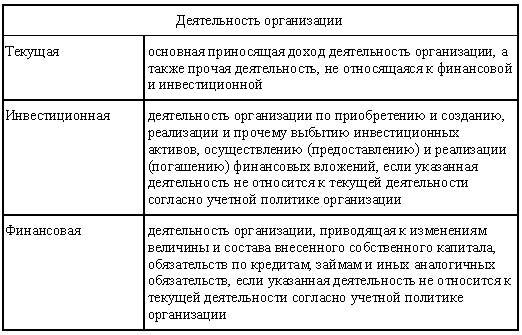 Деятельность организации
Текущая
основная приносящая доход деятельность организации, а
также прочая деятельность, не относящаяся к финансовой
и инвестиционной
Инвестиционная
деятельность организации по приобретению и созданию,
реализации и прочему выбытию инвестиционных
активов, осуществлению (предоставлению) и реализации
(погашению) финансовых вложений, если указанная
деятельность не относится к текущей деятельности
согласно учетной политике организации
Финансовая
деятельность организации, приводящая к изменениям
величины и состава внесенного собственного капитала,
обязательств по кредитам, займам и иных аналогичных
обязательств, если указанная деятельность не относится к
текущей деятельности согласно учетной политике
организации